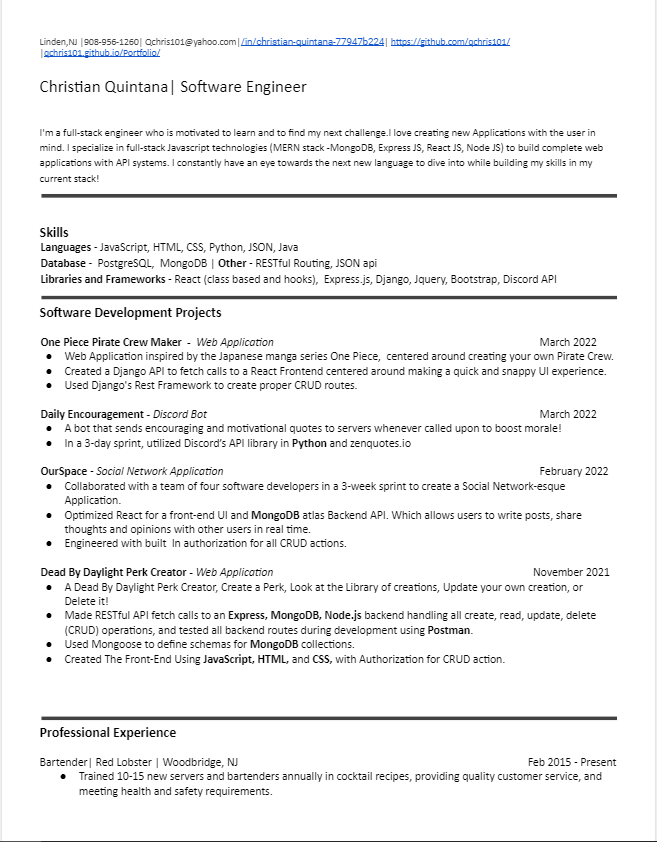 Linden,NJ |908-956-1260| Qchris101@yahoo.com|/in/christian-quintana-77947b224| https://github.com/qchris101/
|qchris101.github.io/Portfolio/
Christian Quintana| Software Engineer
I'm a full-stack engineer who is motivated to learn and to find my next challenge.I love creating new Applications with the user in
mind. I specialize in full-stack Javascript technologies (MERN stack -MongoDB, Express JS, React JS, Node JS) to build complete web
applications with API systems. I constantly have an eye towards the next new language to dive into while building my skills in my
current stack!
Skills
Languages - JavaScript, HTML, CSS, Python, JSON, Java
Database - PostgreSQL, MongoDB | Other - RESTful Routing, JSON api
Libraries and Frameworks - React (class based and hooks), Express.js, Django, Jquery, Bootstrap, Discord API
Software Development Projects
One Piece Pirate Crew Maker - Web Application March 2022
● Web Application inspired by the Japanese manga series One Piece, centered around creating your own Pirate Crew.
● Created a Django API to fetch calls to a React Frontend centered around making a quick and snappy UI experience.
● Used Django's Rest Framework to create proper CRUD routes.
Daily Encouragement - Discord Bot March 2022
● A bot that sends encouraging and motivational quotes to servers whenever called upon to boost morale!
● In a 3-day sprint, utilized Discord's API library in Python and zenquotes.io
OurSpace - Social Network Application February 2022
● Collaborated with a team of four software developers in a 3-week sprint to create a Social Network-esque
Application.
● Optimized React for a front-end UI and MongoDB atlas Backend API. Which allows users to write posts, share
thoughts and opinions with other users in real time.
● Engineered with built In authorization for all CRUD actions.
Dead By Daylight Perk Creator - Web Application November 2021
● A Dead By Daylight Perk Creator, Create a Perk, Look at the Library of creations, Update your own creation, or
Delete it!
● Made RESTful API fetch calls to an Express, MongoDB, Node.js backend handling all create, read, update, delete
(CRUD) operations, and tested all backend routes during development using Postman.
● Used Mongoose to define schemas for MongoDB collections.
● Created The Front-End Using JavaScript, HTML, and CSS, with Authorization for CRUD action.
Professional Experience
Bartender| Red Lobster | Woodbridge, NJ Feb 2015 - Present
● Trained 10-15 new servers and bartenders annually in cocktail recipes, providing quality customer service, and
meeting health and safety requirements.